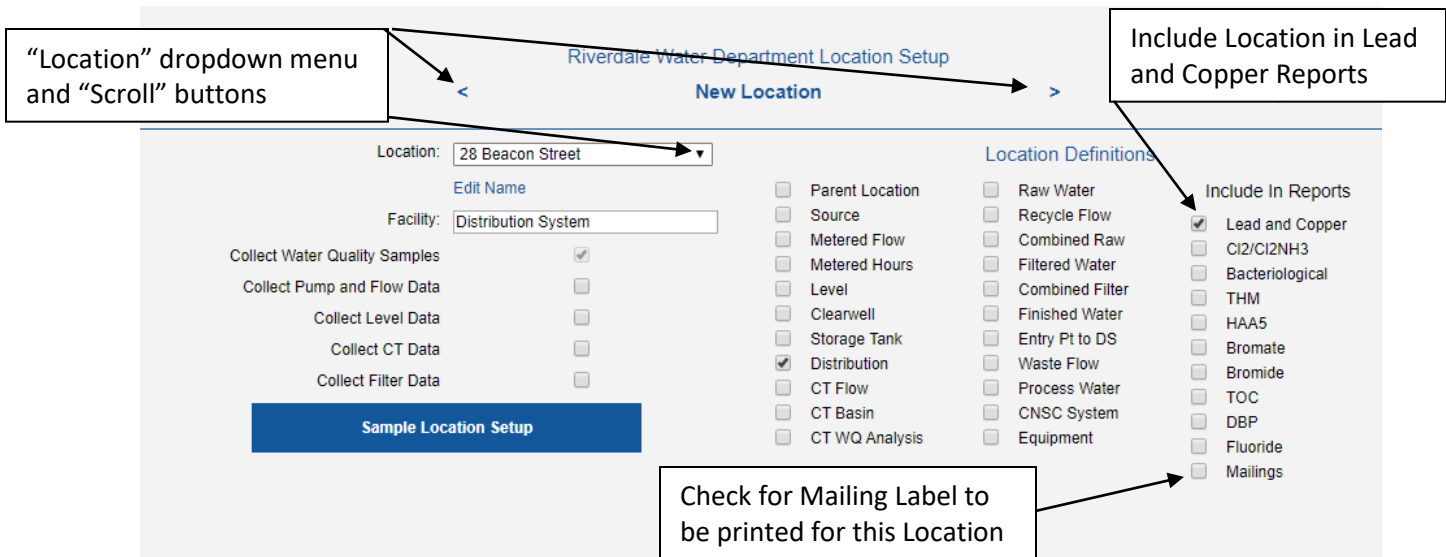 “Location” dropdown menu
and “Scroll” buttons
Include Location in Lead
and Copper Reports
Riverdale Water Department Location Setup
< New Location >
Location: 28 Beacon Street
Edit Name
Facility: Distribution System
Collect Water Quality Samples
Collect Pump and Flow Data
Collect Level Data
Collect CT Data
Collect Filter Data
Sample Location Setup
Location Definitions
Parent Location
Source
Metered Flow
Metered Hours
Level
Clearwell
Storage Tank
Distribution
CT Flow
CT Basin
CT WQ Analysis
Raw Water
Recycle Flow
Combined Raw
Filtered Water
Combined Filter
Finished Water
Entry Pt to DS
Waste Flow
Process Water
CNSC System
Equipment
Include In Reports
Lead and Copper
Cl2/Cl2NH3
Bacteriological
THM
HAA5
Bromate
Bromide
TOC
DBP
Fluoride
Mailings
Check for Mailing Label to
be printed for this Location